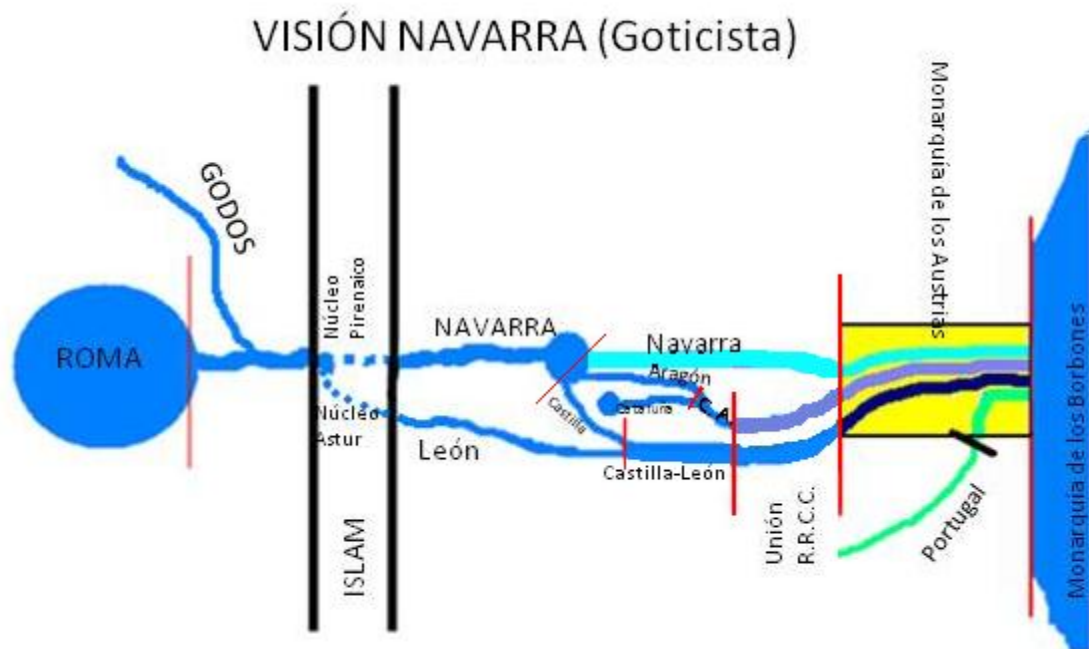 VISIÓN NAVARRA (Goticista)
GODOS
ROMA
Núcleo
Pirenaico
Núcleo
Astur
ISLAM
NAVARRA
León
Castilla
Navarra
Aragón
Cataluña
C. A.
Castilla-León
Unión
R.R.C.C.
Monarquía de los Austrias
Portugal
Monarquía de los Borbones